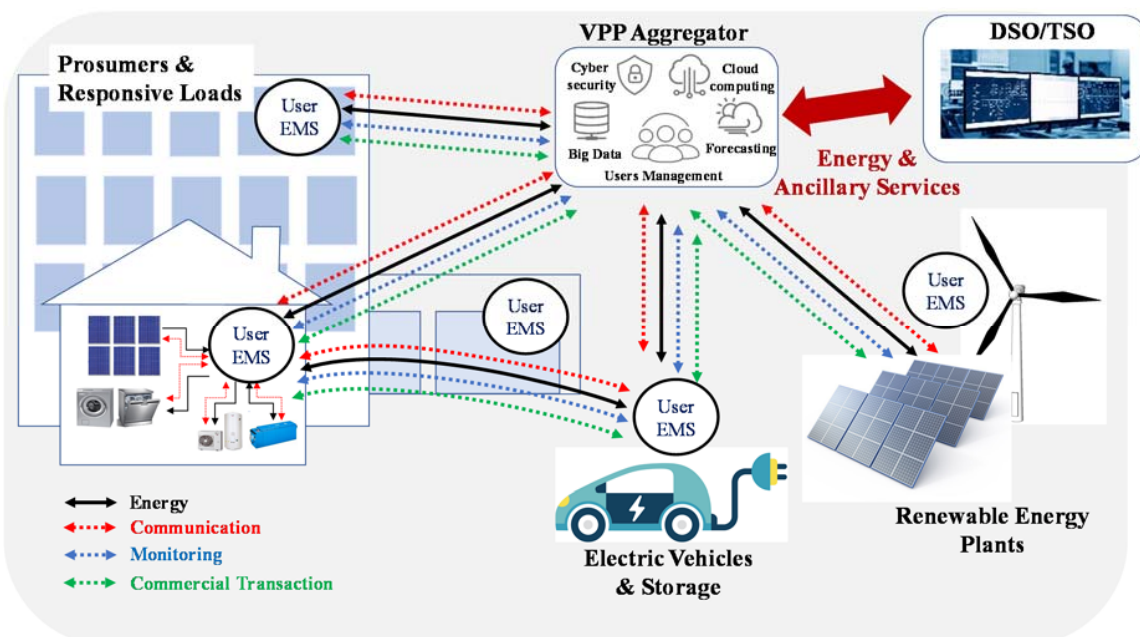 VPP Aggregator
DSO/TSO
Prosumers &
Responsive Loads
User
EMS
Cyber
security
Cloud
computing
Big Data
Forecasting
Users Management
Energy &
Ancillary Services
User
EMS
User
EMS
User
EMS
User
EMS
Energy
Communication
Monitoring
Commercial Transaction
Electric Vehicles
& Storage
Renewable Energy
Plants